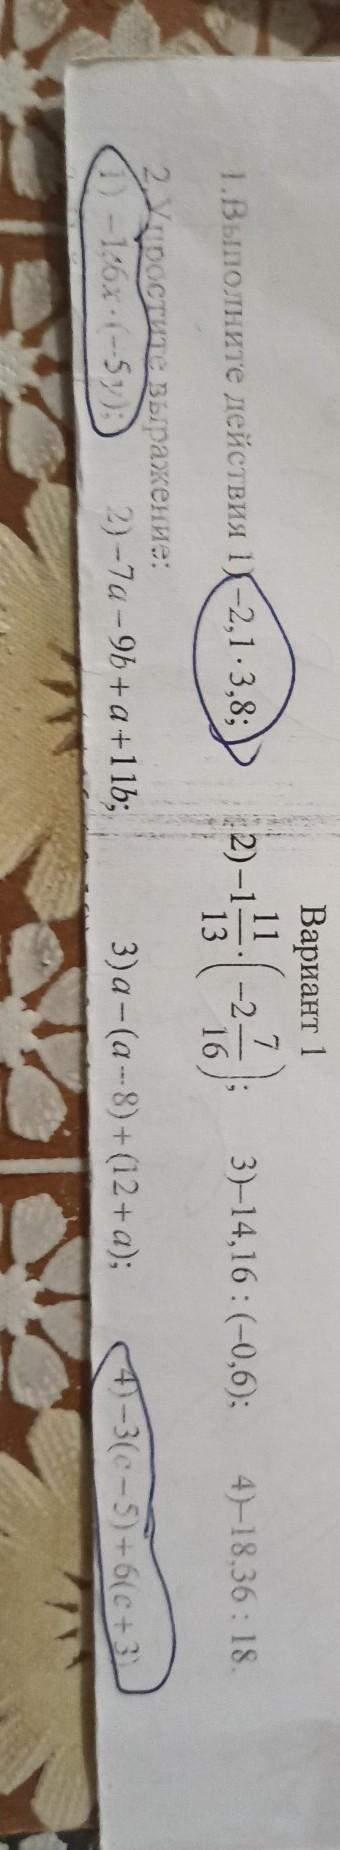 Вариант 1
1.Выполните действия 1) −2,1·3,8; 2) −1 11/13 · (−2 7/16); 3) −14,16 : (−0,6); 4) −18,36 : 18.
2.Упростите выражение:
1) −1,6x·(−5y); 2) −7a−9b+a+11b; 3) a−(a−8)+(12+a); 4) −3(c−5)+6(c+3)